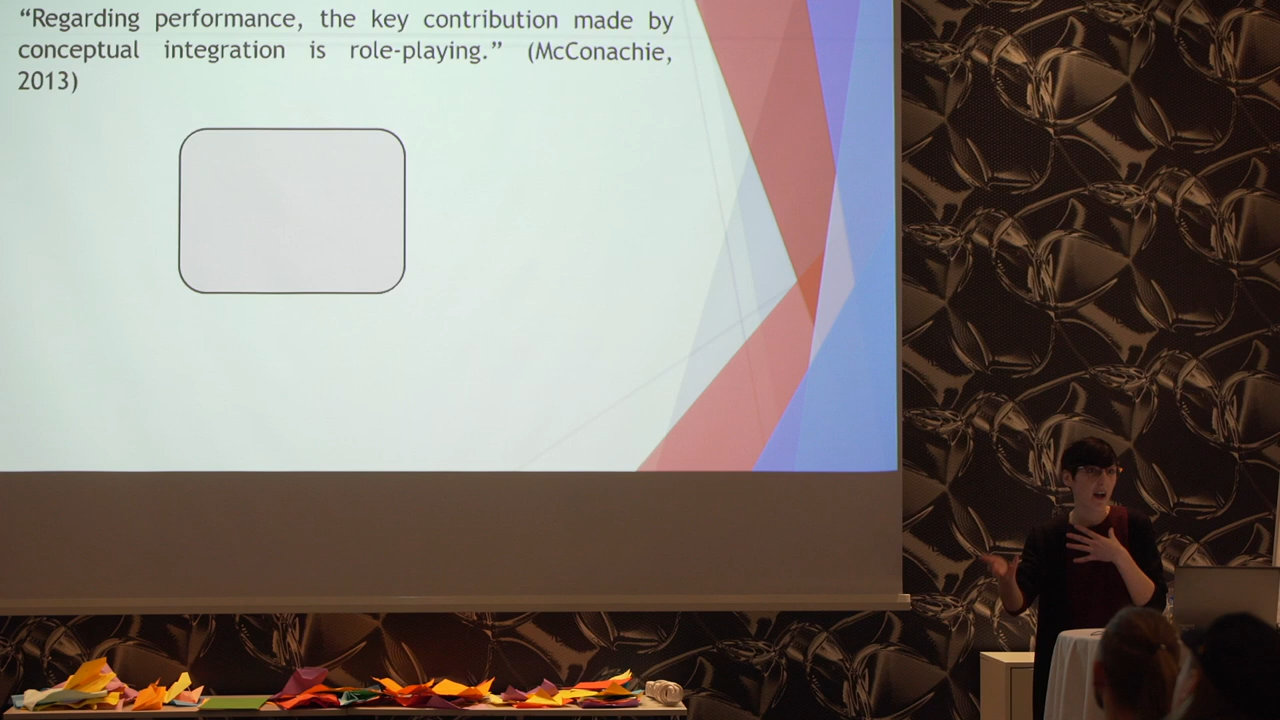 “Regarding performance, the key contribution made by
conceptual integration is role-playing.” (McConachie,
2013)